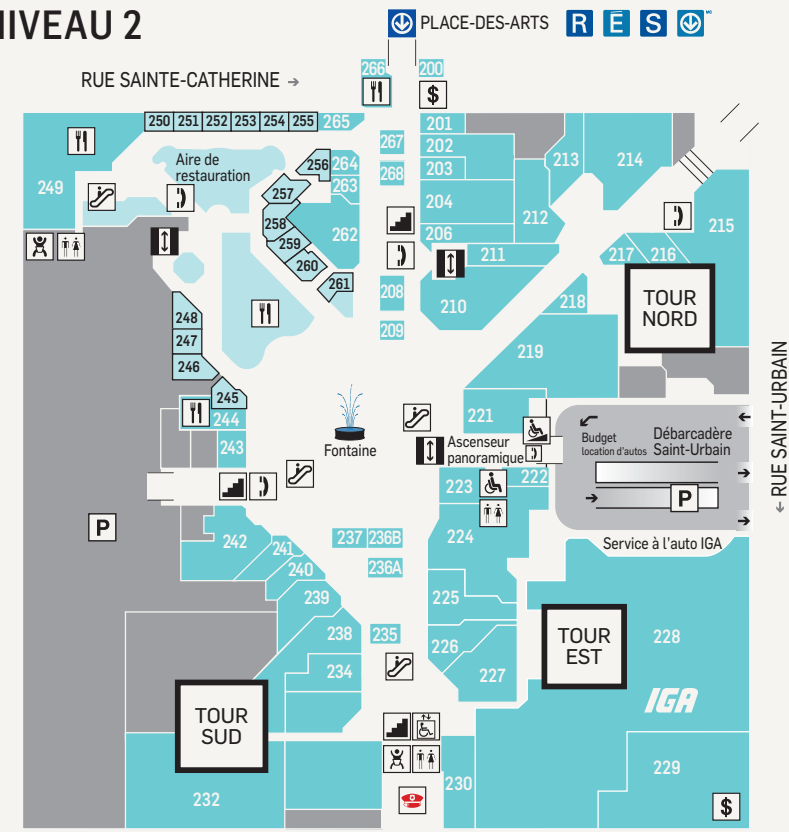 NIVEAU 2
PLACE-DES-ARTS R É S
MC
RUE SAINTE-CATHERINE →
266
200
$
250 251 252 253 254 255 265
201
202
203
204
206
267
268
256 264
263
257
258
259
260
261
262
Aire de
restauration
249
213
214
212
211
210
215
217 216
TOUR
NORD
218
219
208
209
248
247
246
245
244
243
Fontaine
221
Ascenseur
panoramique
222
223
224
Budget
location d'autos
Débarcadère
Saint-Urbain
P
← RUE SAINT-URBAIN
Service à l'auto IGA
P
242
241
240
239
238
234
237 236B
236A
235
225
226
227
TOUR
EST
228
IGA
TOUR
SUD
232
230
229
$